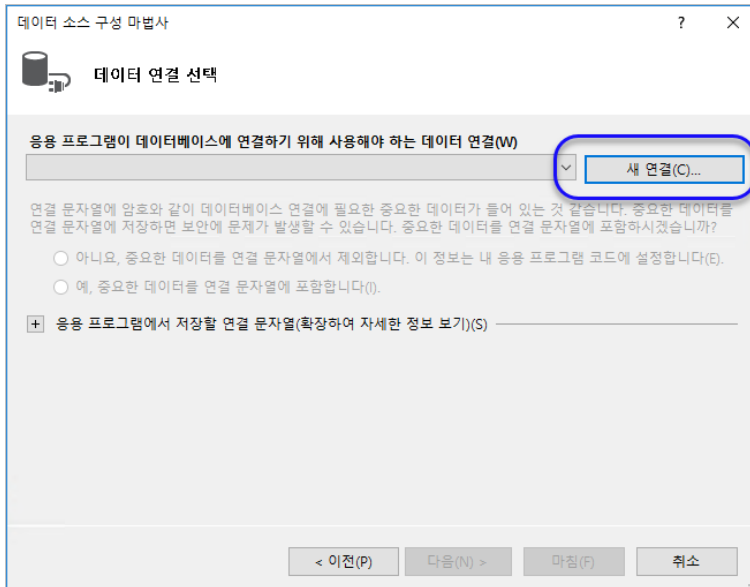 데이터 소스 구성 마법사
?
데이터 연결 선택
응용 프로그램이 데이터베이스에 연결하기 위해 사용해야 하는 데이터 연결(W)
새 연결(C)...
연결 문자열에 암호와 같이 데이터베이스 연결에 필요한 중요한 데이터가 들어 있는 것 같습니다. 중요한 데이터를
연결 문자열에 저장하면 보안에 문제가 발생할 수 있습니다. 중요한 데이터를 연결 문자열에 포함하시겠습니까?
아니요, 중요한 데이터를 연결 문자열에서 제외합니다. 이 정보는 내 응용 프로그램 코드에 설정합니다(E).
예, 중요한 데이터를 연결 문자열에 포함합니다(I).
응용 프로그램에서 저장할 연결 문자열(확장하여 자세한 정보 보기)(S)
< 이전(P)
다음(N) >
마침(F)
취소